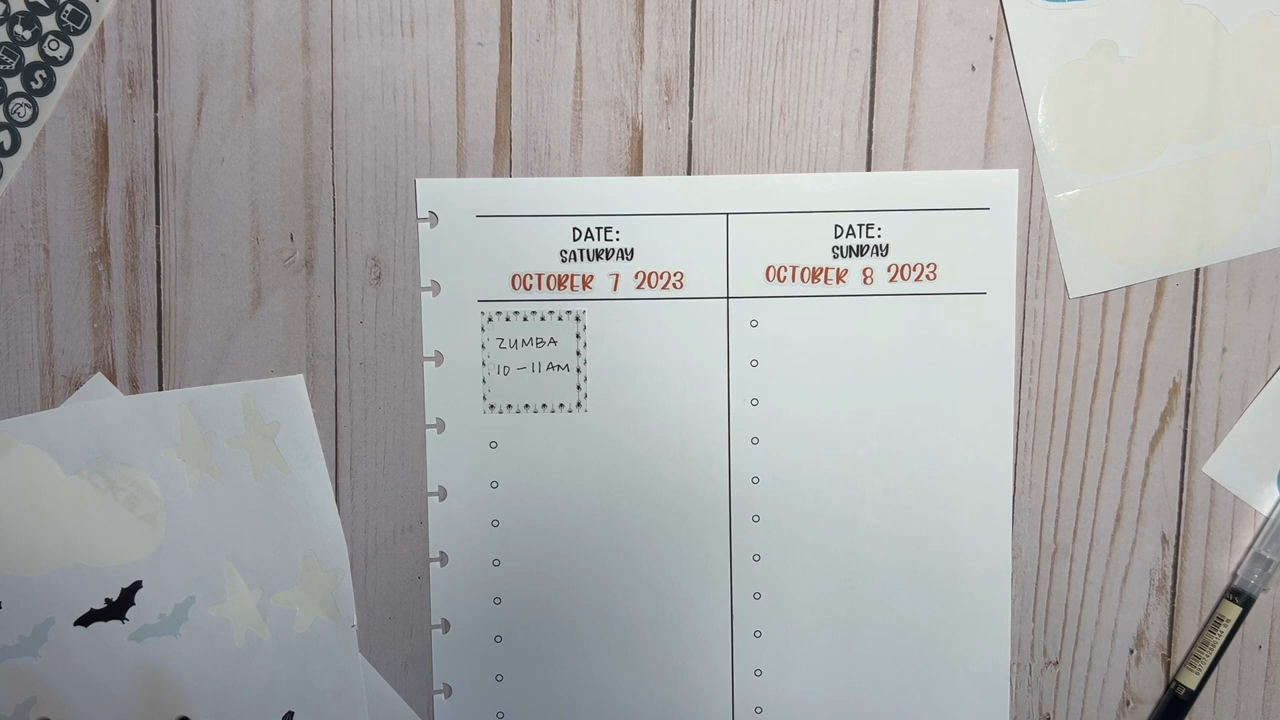 DATE:
SATURDAY
OCTOBER 7 2023
ZUMBA
10-11AM
DATE:
SUNDAY
OCTOBER 8 2023
$